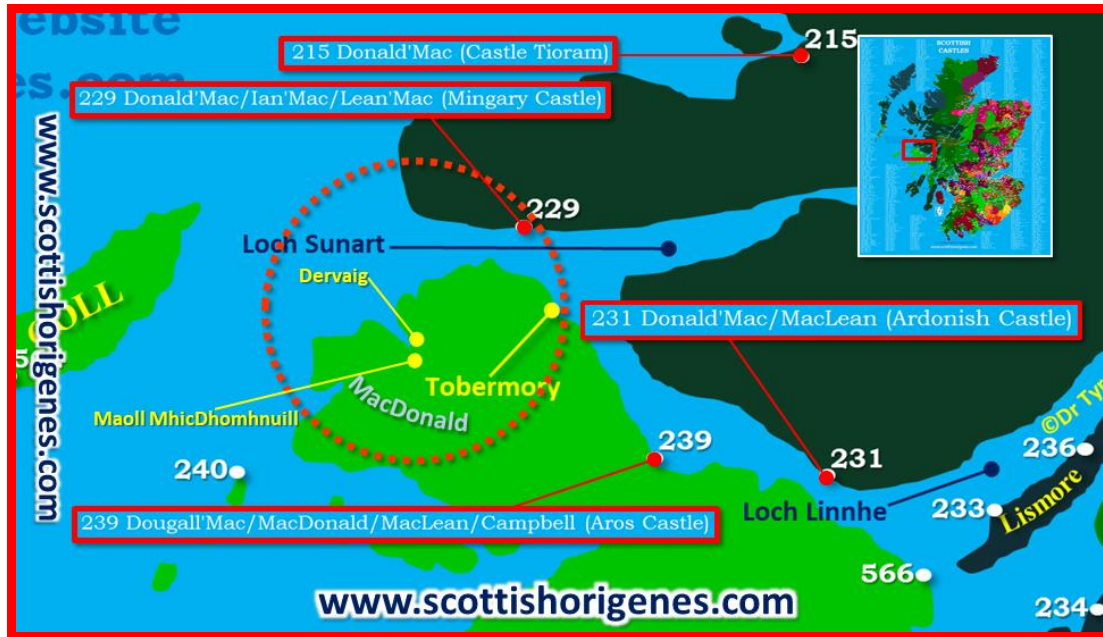 ebsite
es.com
215 Donald'Mac (Castle Tioram)
215
SCOTTISH
CASTLES
229 Donald'Mac/Ian'Mac/Lean'Mac (Mingary Castle)
www.scottishorigenes.com
229
Loch Sunart
Dervaig
COLL
231 Donald'Mac/MacLean (Ardonish Castle)
Tobermory
MacDonald
Maoll MhicDhomhnuill
©Dr Tyr
239
236
240
231
Lismore
Loch Linnhe
233
239 Dougall'Mac/MacDonald/MacLean/Campbell (Aros Castle)
566
www.scottishorigenes.com
234